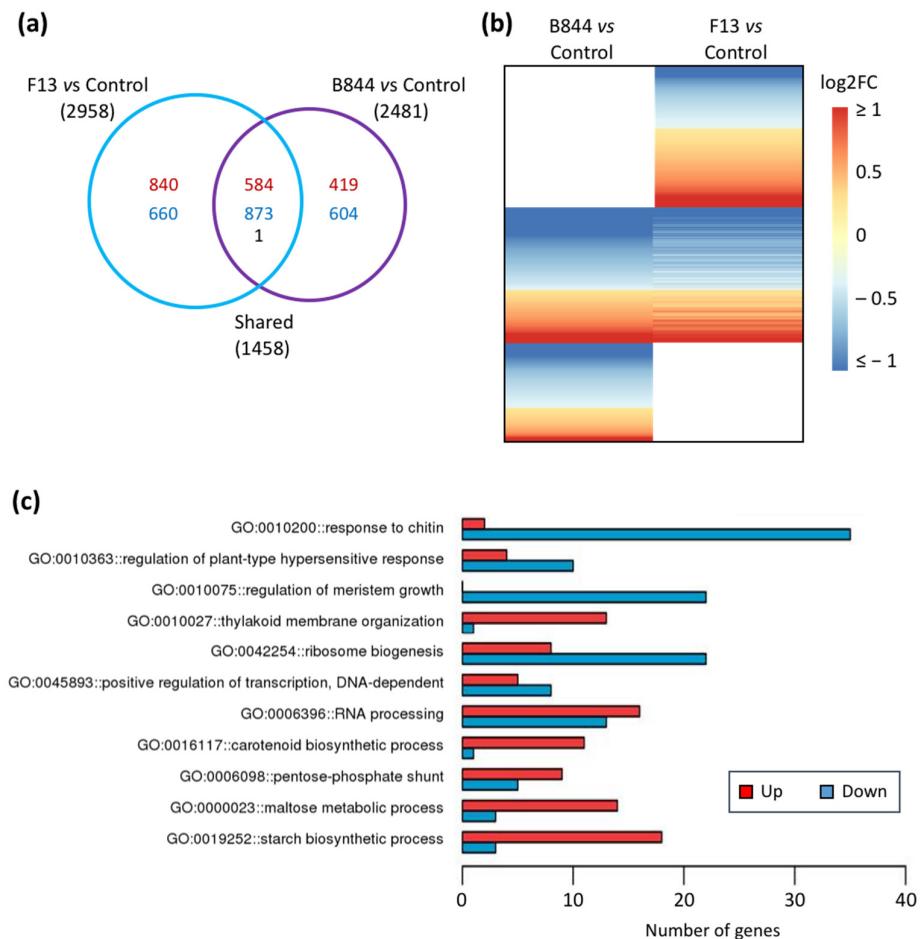 (a)
F13 vs Control
(2958)
B844 vs Control
(2481)
840
584
419
660
873
604
1
Shared
(1458)
(b)
B844 vs
Control
F13 vs
Control
log2FC
≥ 1
0.5
0
– 0.5
≤ – 1
(c)
GO:0010200::response to chitin
GO:0010363::regulation of plant-type hypersensitive response
GO:0010075::regulation of meristem growth
GO:0010027::thylakoid membrane organization
GO:0042254::ribosome biogenesis
GO:0045893::positive regulation of transcription, DNA-dependent
GO:0006396::RNA processing
GO:0016117::carotenoid biosynthetic process
GO:0006098::pentose-phosphate shunt
GO:0000023::maltose metabolic process
GO:0019252::starch biosynthetic process
Up Down
0 10 20 30 40
Number of genes